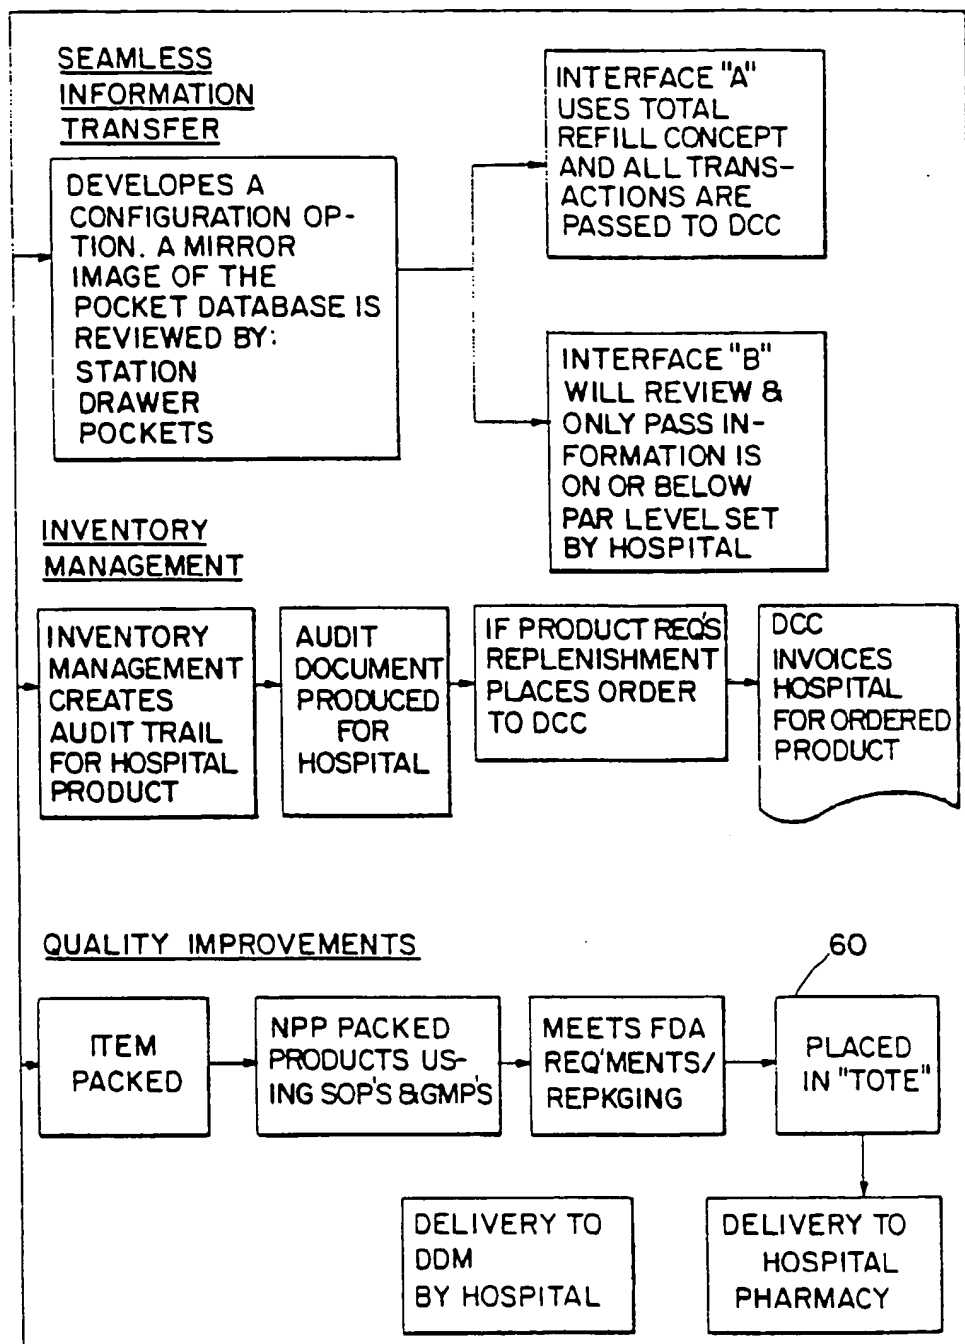 SEAMLESS
INFORMATION
TRANSFER
DEVELOPES A
CONFIGURATION OP-
TION. A MIRROR
IMAGE OF THE
POCKET DATABASE IS
REVIEWED BY:
STATION
DRAWER
POCKETS
INTERFACE "A"
USES TOTAL
REFILL CONCEPT
AND ALL TRANS-
ACTIONS ARE
PASSED TO DCC
INTERFACE "B"
WILL REVIEW &
ONLY PASS IN-
FORMATION IS
ON OR BELOW
PAR LEVEL SET
BY HOSPITAL
INVENTORY
MANAGEMENT
INVENTORY
MANAGEMENT
CREATES
AUDIT TRAIL
FOR HOSPITAL
PRODUCT
AUDIT
DOCUMENT
PRODUCED
FOR
HOSPITAL
IF PRODUCT REQ'S
REPLENISHMENT
PLACES ORDER
TO DCC
DCC
INVOICES
HOSPITAL
FOR ORDERED
PRODUCT
QUALITY IMPROVEMENTS
60
ITEM
PACKED
NPP PACKED
PRODUCTS US-
ING SOP'S & GMP'S
MEETS FDA
REQ'MENTS/
REPKGING
PLACED
IN "TOTE"
DELIVERY TO
DDM
BY HOSPITAL
DELIVERY TO
HOSPITAL
PHARMACY